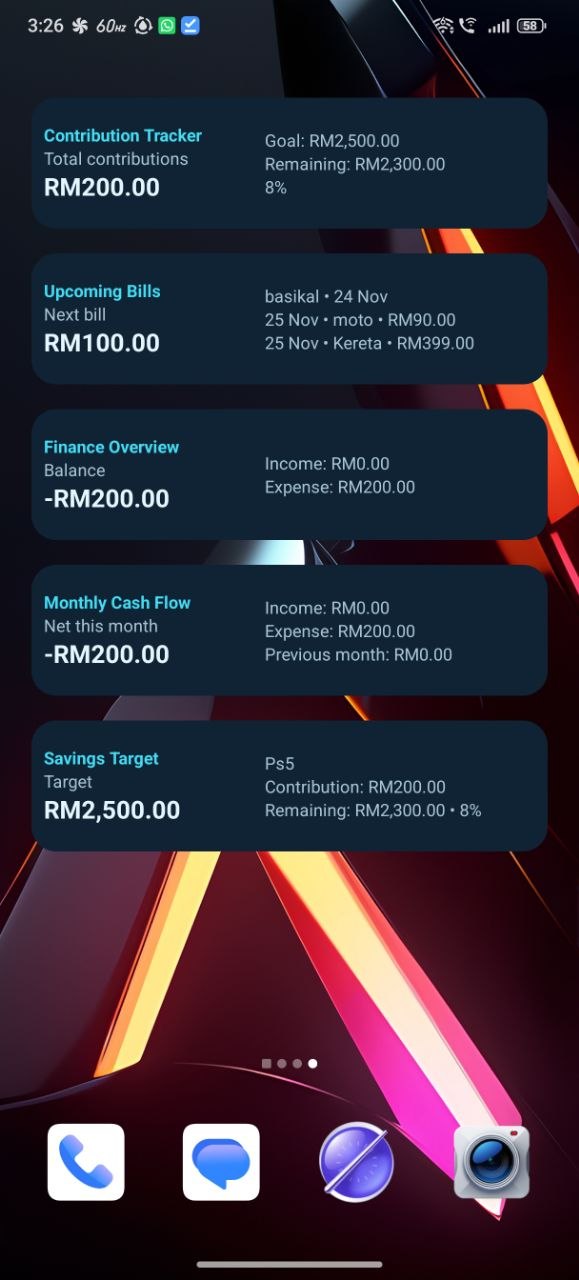 3:26 60HZ 58
Contribution Tracker
Total contributions
RM200.00
Goal: RM2,500.00
Remaining: RM2,300.00
8%
Upcoming Bills
Next bill
RM100.00
basikal • 24 Nov
25 Nov • moto • RM90.00
25 Nov • Kereta • RM399.00
Finance Overview
Balance
-RM200.00
Income: RM0.00
Expense: RM200.00
Monthly Cash Flow
Net this month
-RM200.00
Income: RM0.00
Expense: RM200.00
Previous month: RM0.00
Savings Target
Target
RM2,500.00
Ps5
Contribution: RM200.00
Remaining: RM2,300.00 • 8%